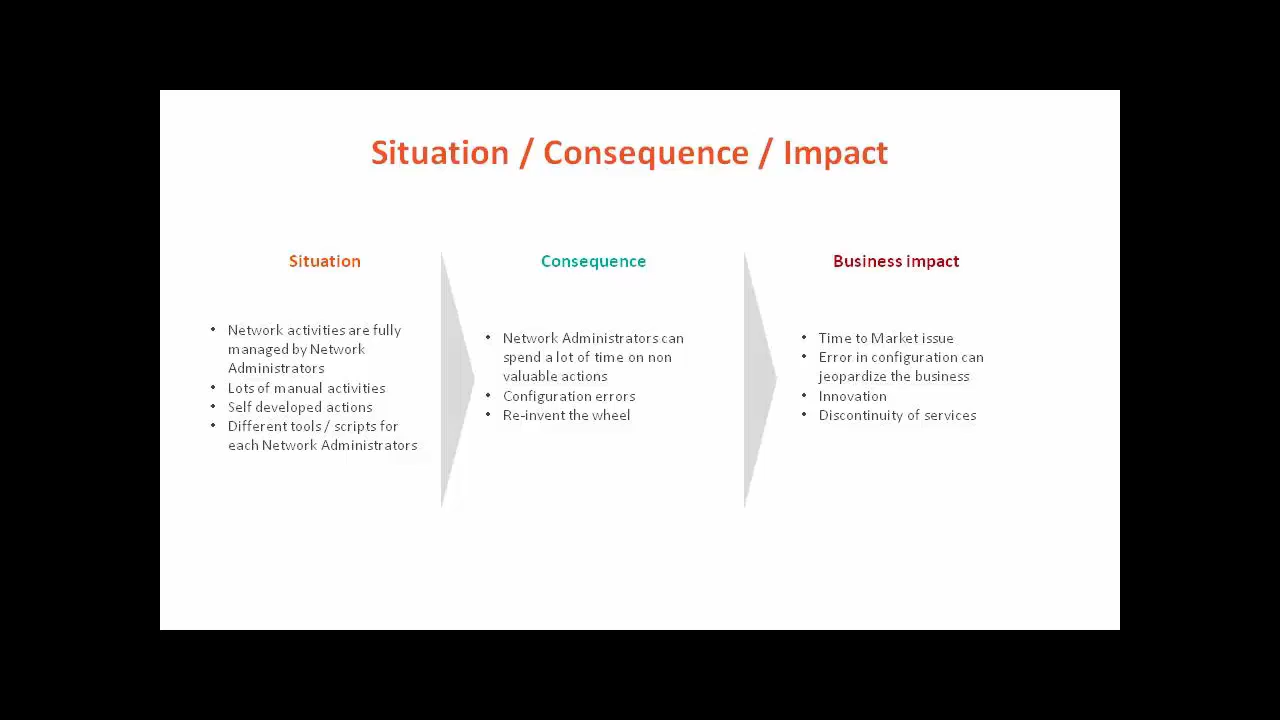 Situation / Consequence / Impact
Situation
• Network activities are fully
managed by Network
Administrators
• Lots of manual activities
• Self developed actions
• Different tools / scripts for
each Network Administrators
Consequence
• Network Administrators can
spend a lot of time on non
valuable actions
• Configuration errors
• Re-invent the wheel
Business impact
• Time to Market issue
• Error in configuration can
jeopardize the business
• Innovation
• Discontinuity of services